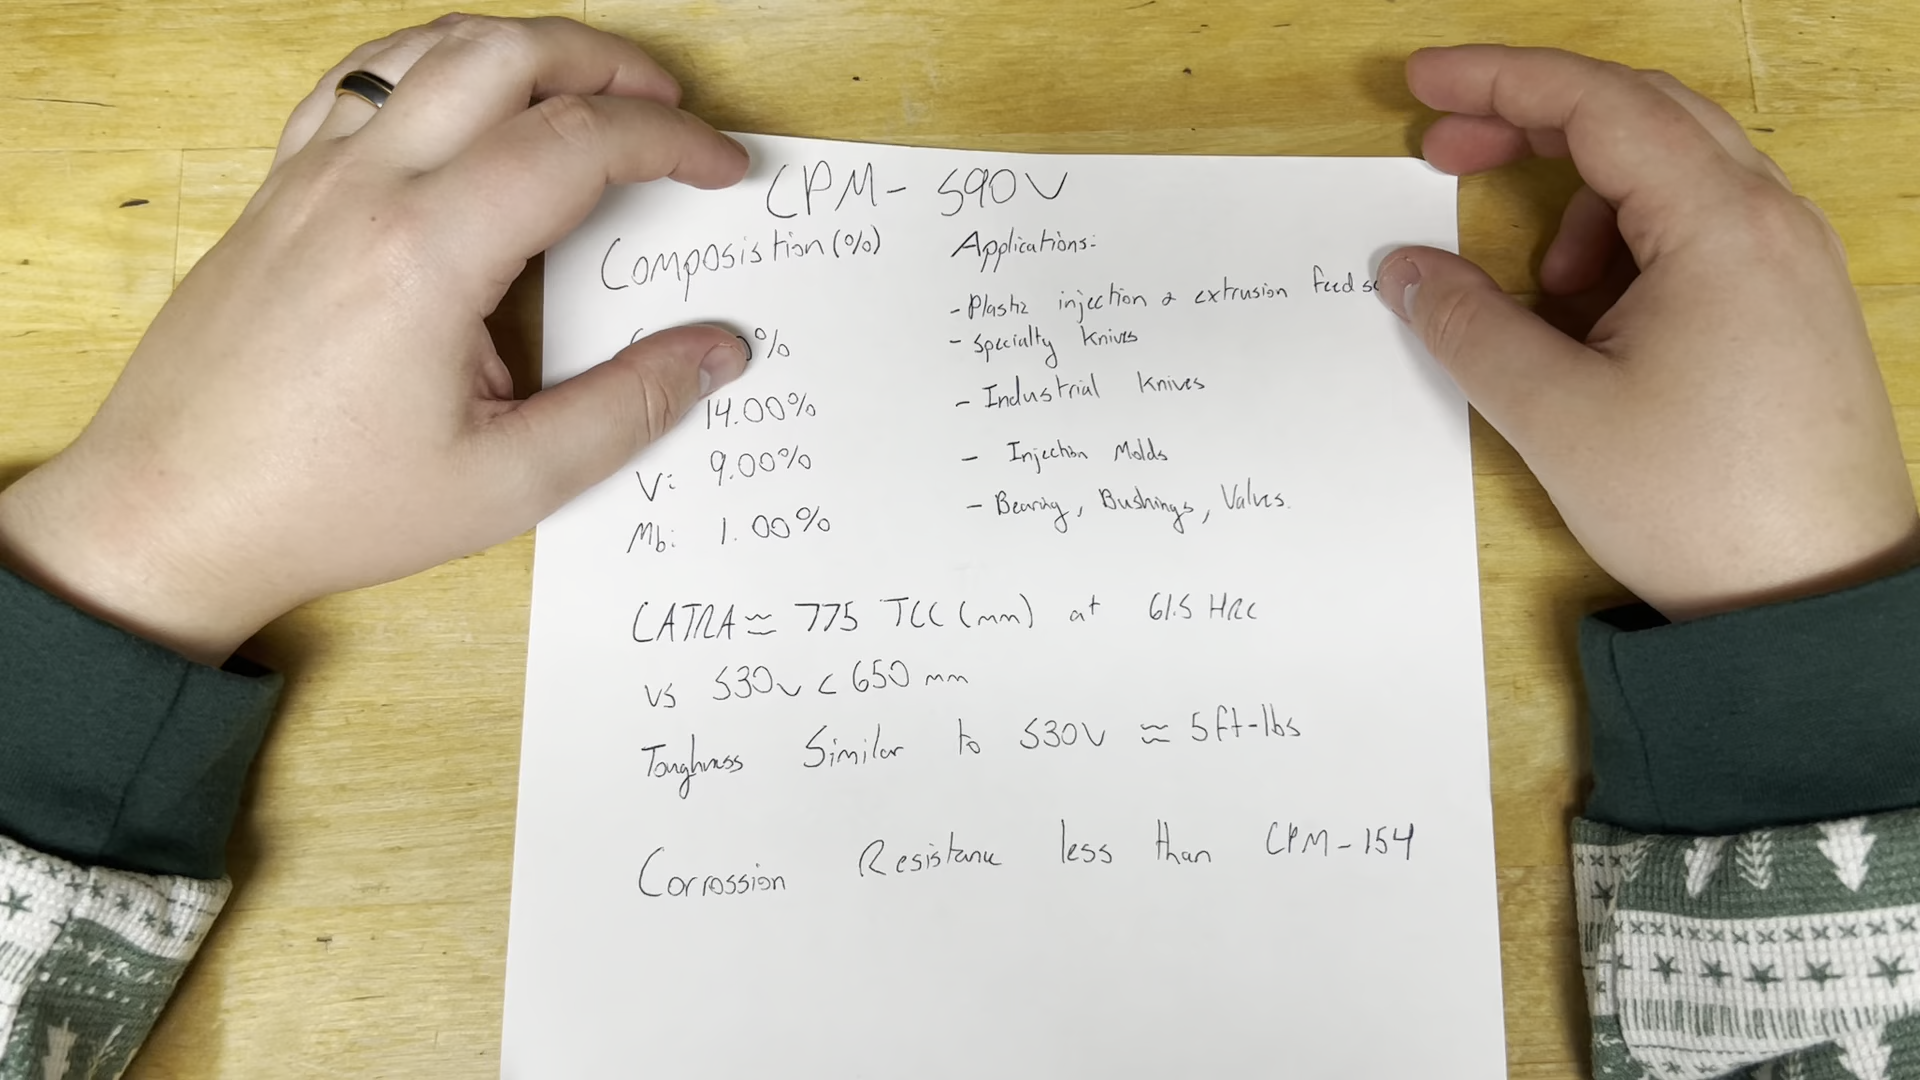 CPM- S90V
Composistion (%)
%
14.00%
V: 9.00%
Mb: 1.00%
Applications:
- Plastic injection & extrusion feed
- Specialty Knives
- Industrial Knives
- Injection Molds
- Bearing, Bushings, Valves.
CATRA ≈ 775 TCC (mm) at 61.5 HRC
vs S30V < 650 mm
Toughness Similar to S30V ≈ 5 ft-lbs
Corrossion Resistance less than CPM-154